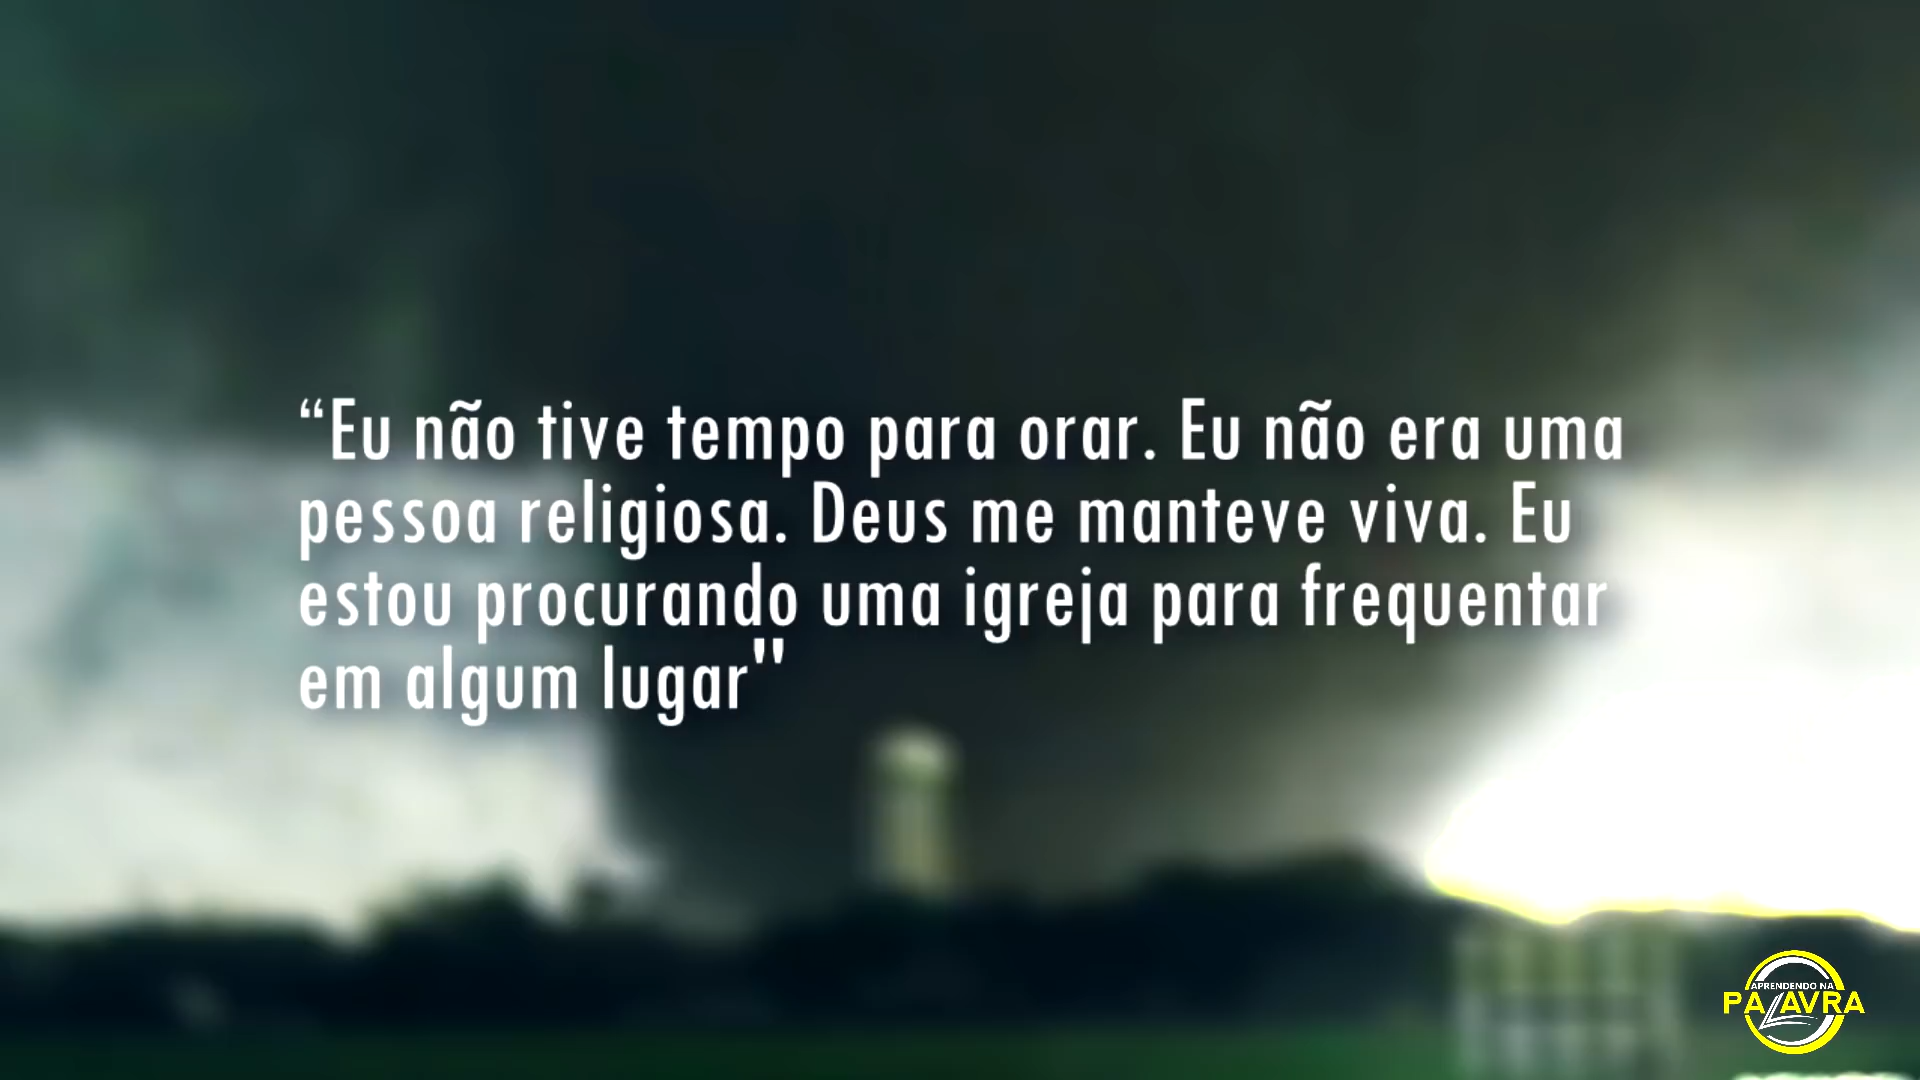 “Eu não tive tempo para orar. Eu não era uma
pessoa religiosa. Deus me manteve viva. Eu
estou procurando uma igreja para frequentar
em algum lugar"
APRENDENDO NA
PALAVRA